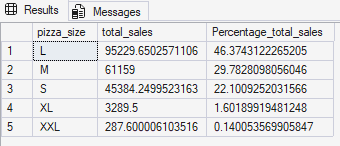 Results Messages
pizza_size total_sales Percentage_total_sales
1 L 95229.6502571106 46.3743122265205
2 M 61159 29.7828098056046
3 S 45384.2499523163 22.1009252031566
4 XL 3289.5 1.60189919481248
5 XXL 287.600006103516 0.140053569905847